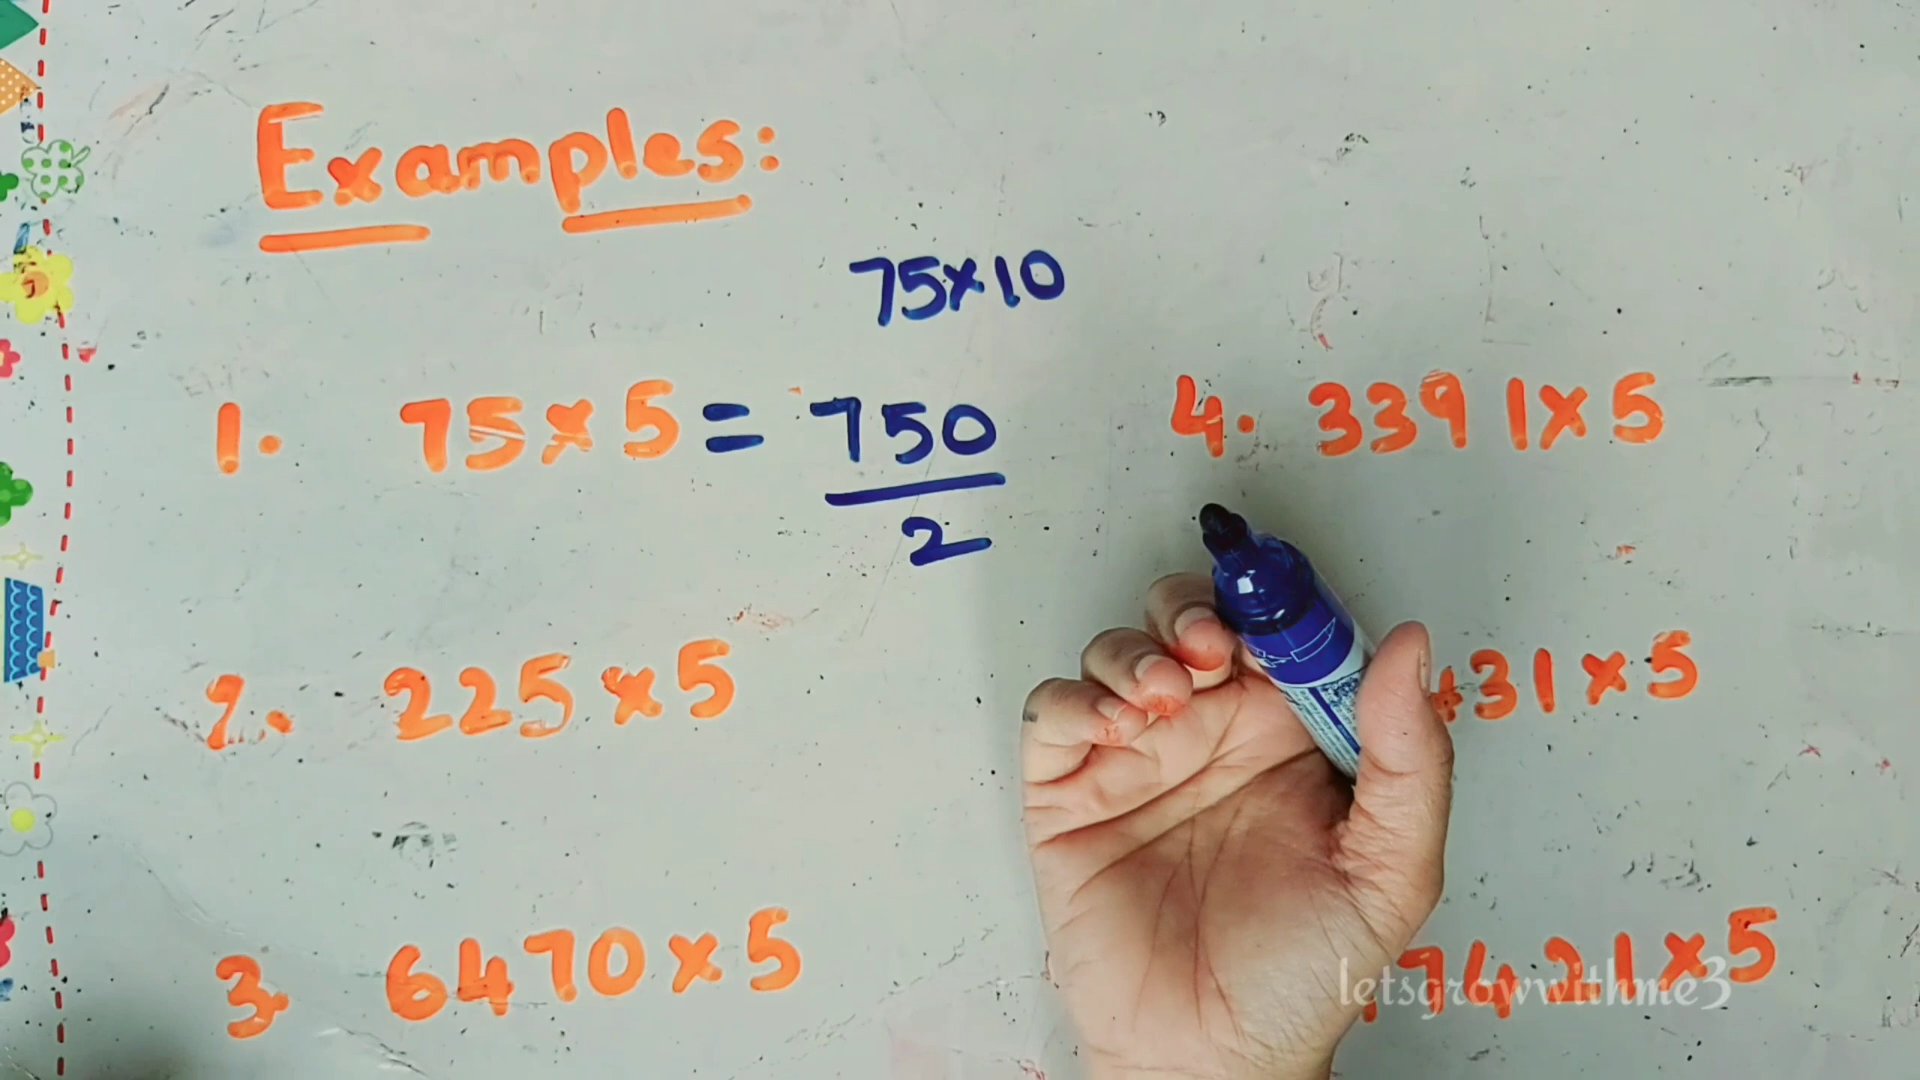 Examples:
75×10
1. 75×5 = 750
2
2. 225×5
3. 6470×5
4. 3391×5
31×5
7421×5
letsgrowwithme3